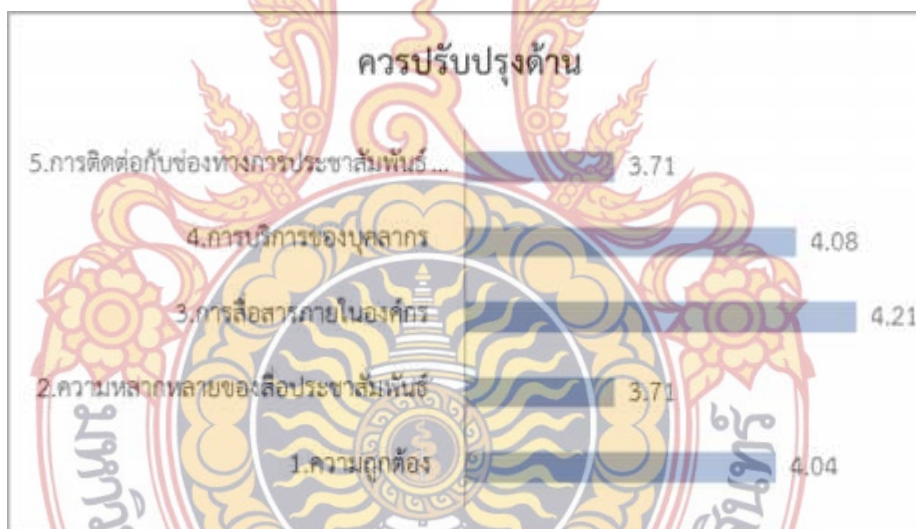 ควรปรับปรุงด้าน
5.การติดต่อกับช่องทางการประชาสัมพันธ์ ... 3.71
4.การบริการของบุคลากร 4.08
3.การสื่อสารภายในองค์กร 4.21
2.ความหลากหลายของสื่อประชาสัมพันธ์ 3.71
1.ความถูกต้อง 4.04